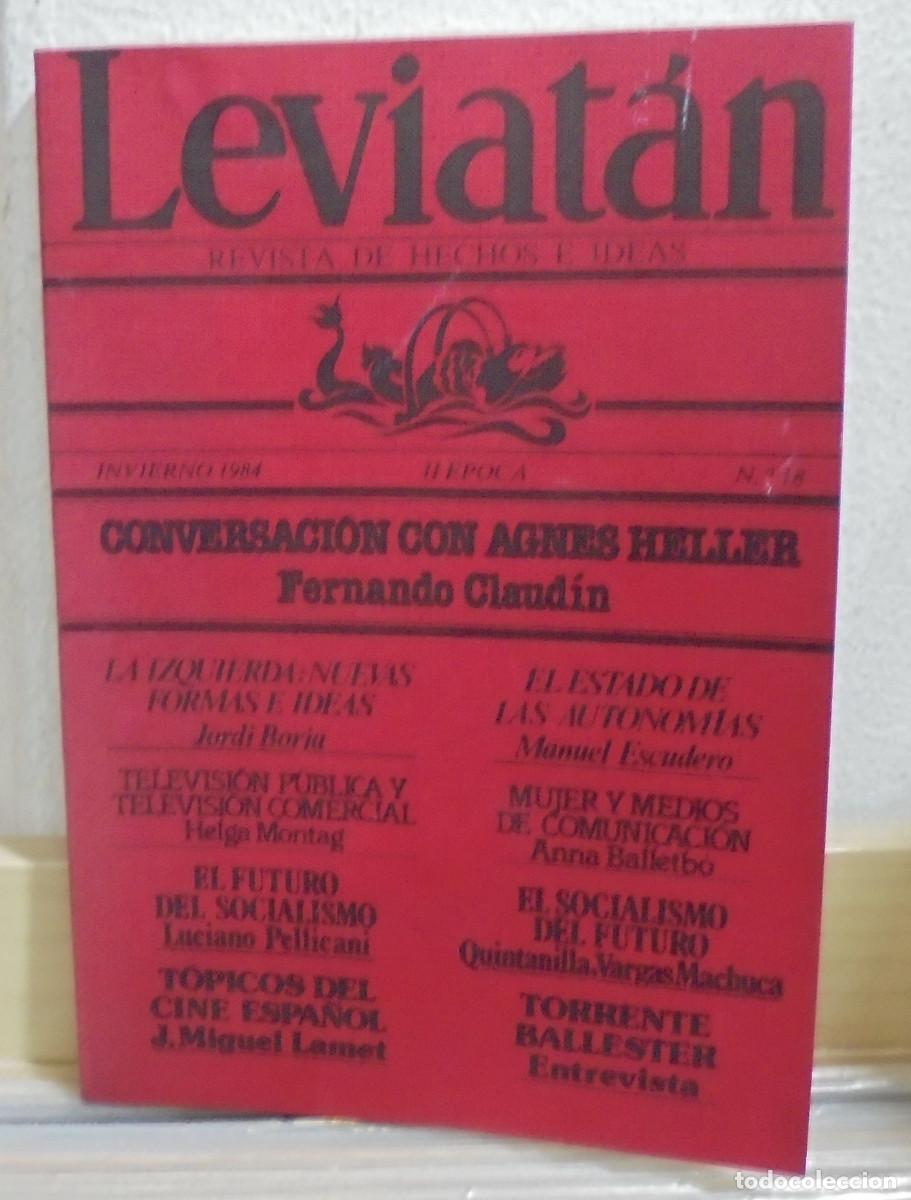 Leviatán
REVISTA DE HECHOS E IDEAS
INVIERNO 1984 II EPOCA N.º 18
CONVERSACIÓN CON AGNES HELLER
Fernando Claudín
LA IZQUIERDA: NUEVAS
FORMAS E IDEAS
Jordi Borja
TELEVISIÓN PÚBLICA Y
TELEVISIÓN COMERCIAL
Helga Montag
EL FUTURO
DEL SOCIALISMO
Luciano Pellicani
TÓPICOS DEL
CINE ESPAÑOL
J. Miguel Lamet
EL ESTADO DE
LAS AUTONOMÍAS
Manuel Escudero
MUJER Y MEDIOS
DE COMUNICACIÓN
Anna Balletbó
EL SOCIALISMO
DEL FUTURO
Quintanilla, Vargas Machuca
TORRENTE
BALLESTER
Entrevista
todocoleccion.net